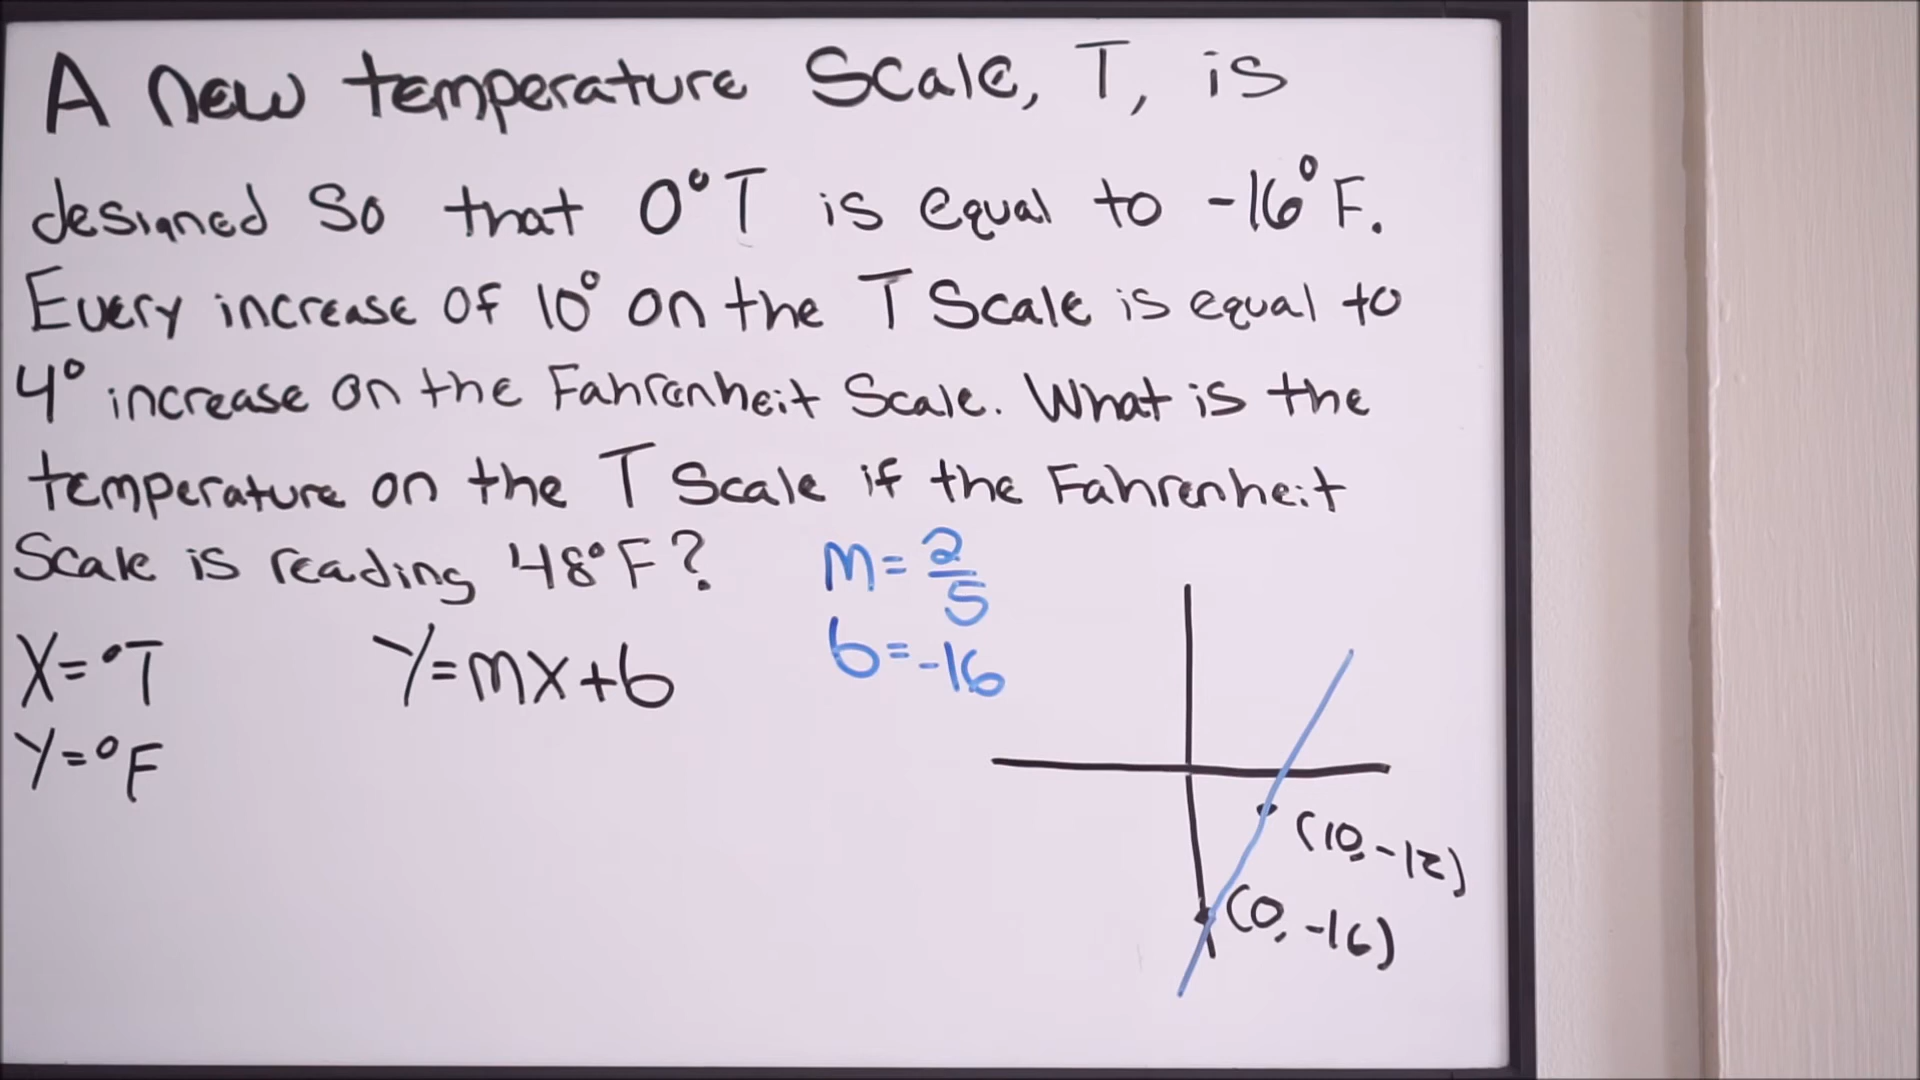 A new temperature Scale, T, is
designed so that 0°T is equal to -16°F.
Every increase of 10° on the T Scale is equal to
4° increase on the Fahrenheit Scale. What is the
temperature on the T Scale if the Fahrenheit
Scale is reading 48°F?
m = 2/5
b = -16
X = °T
Y = mx + b
Y = °F
(10, -12)
(0, -16)